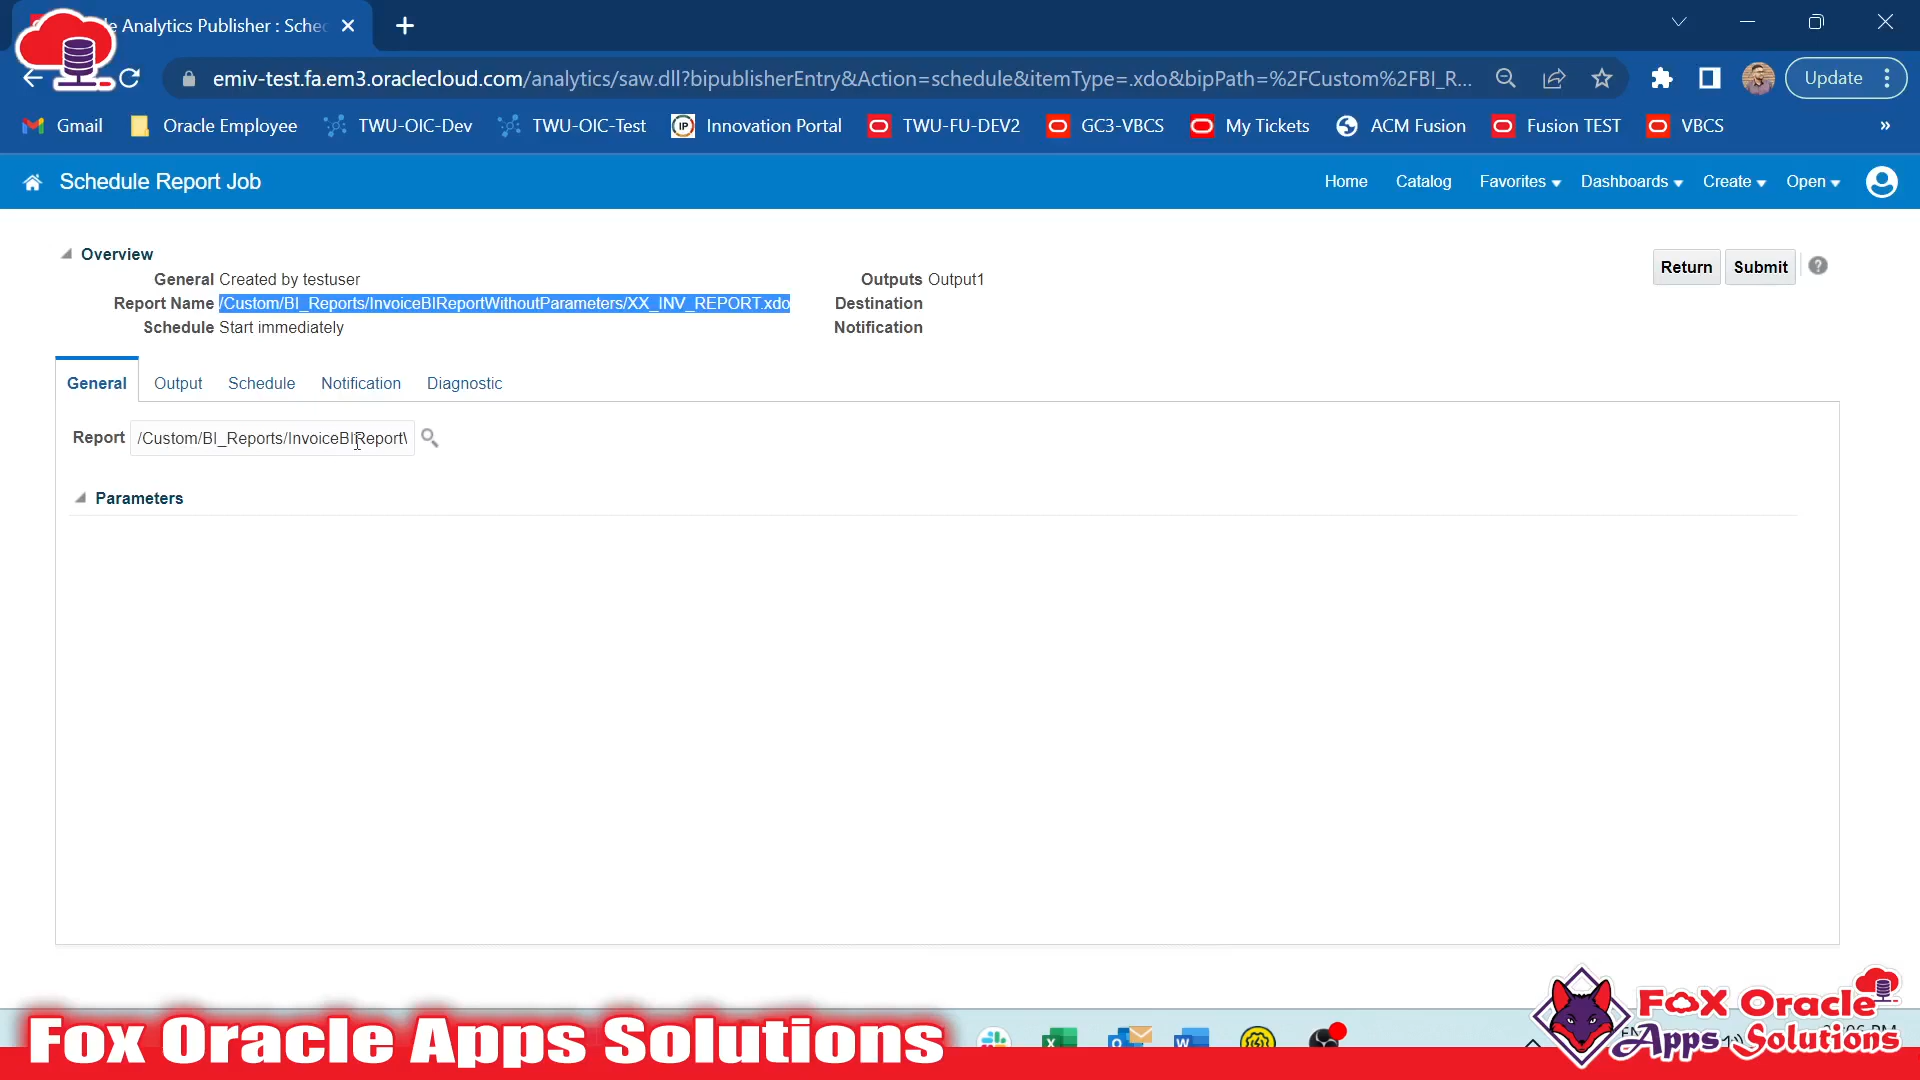 Analytics Publisher : Sche
emiv-test.fa.em3.oraclecloud.com/analytics/saw.dll?bipublisherEntry&Action=schedule&itemType=.xdo&bipPath=%2FCustom%2FBI_R...
Update
Gmail
Oracle Employee
TWU-OIC-Dev
TWU-OIC-Test
IP
Innovation Portal
TWU-FU-DEV2
GC3-VBCS
My Tickets
ACM Fusion
Fusion TEST
VBCS
»
Schedule Report Job
Home
Catalog
Favorites
Dashboards
Create
Open
Overview
Return
Submit
?
General Created by testuser
Outputs Output1
Report Name /Custom/BI_Reports/InvoiceBIReportWithoutParameters/XX_INV_REPORT.xdo
Destination
Schedule Start immediately
Notification
General
Output
Schedule
Notification
Diagnostic
Report /Custom/BI_Reports/InvoiceBIReport\
Parameters
Fox Oracle Apps Solutions
Fox Oracle
Apps Solutions